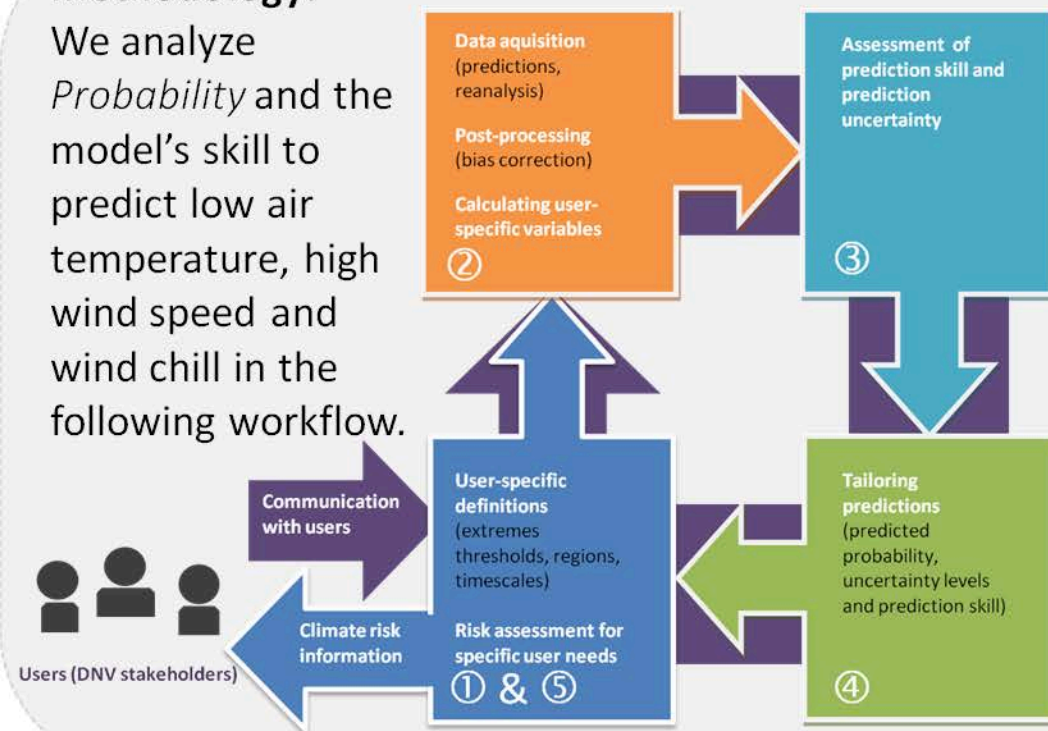 We analyze
Probability and the
model's skill to
predict low air
temperature, high
wind speed and
wind chill in the
following workflow.
Data aquisition
(predictions,
reanalysis)
Post-processing
(bias correction)
Calculating user-
specific variables
②
Assessment of
prediction skill and
prediction
uncertainty
③
Communication
with users
User-specific
definitions
(extremes
thresholds, regions,
timescales)
Risk assessment for
specific user needs
① & ⑤
Climate risk
information
Users (DNV stakeholders)
Tailoring
predictions
(predicted
probability,
uncertainty levels
and prediction skill)
④